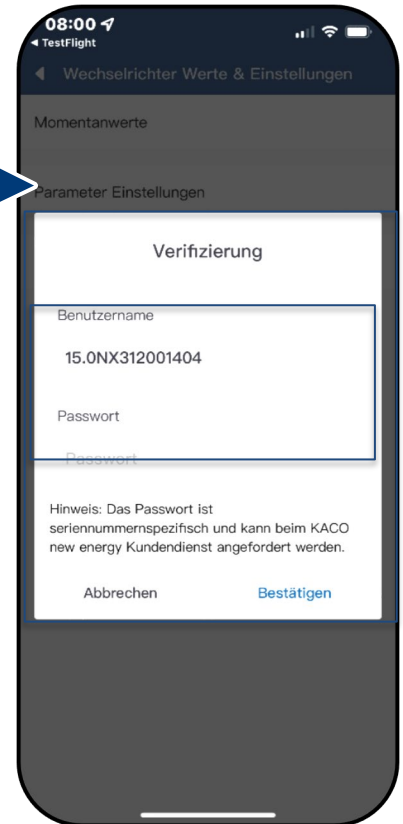 08:00
◀ TestFlight
Wechselrichter Werte & Einstellungen
Momentanwerte
Parameter Einstellungen
Verifizierung
Benutzername
15.0NX312001404
Passwort
Passwort
Hinweis: Das Passwort ist
seriennummernspezifisch und kann beim KACO
new energy Kundendienst angefordert werden.
Abbrechen Bestätigen